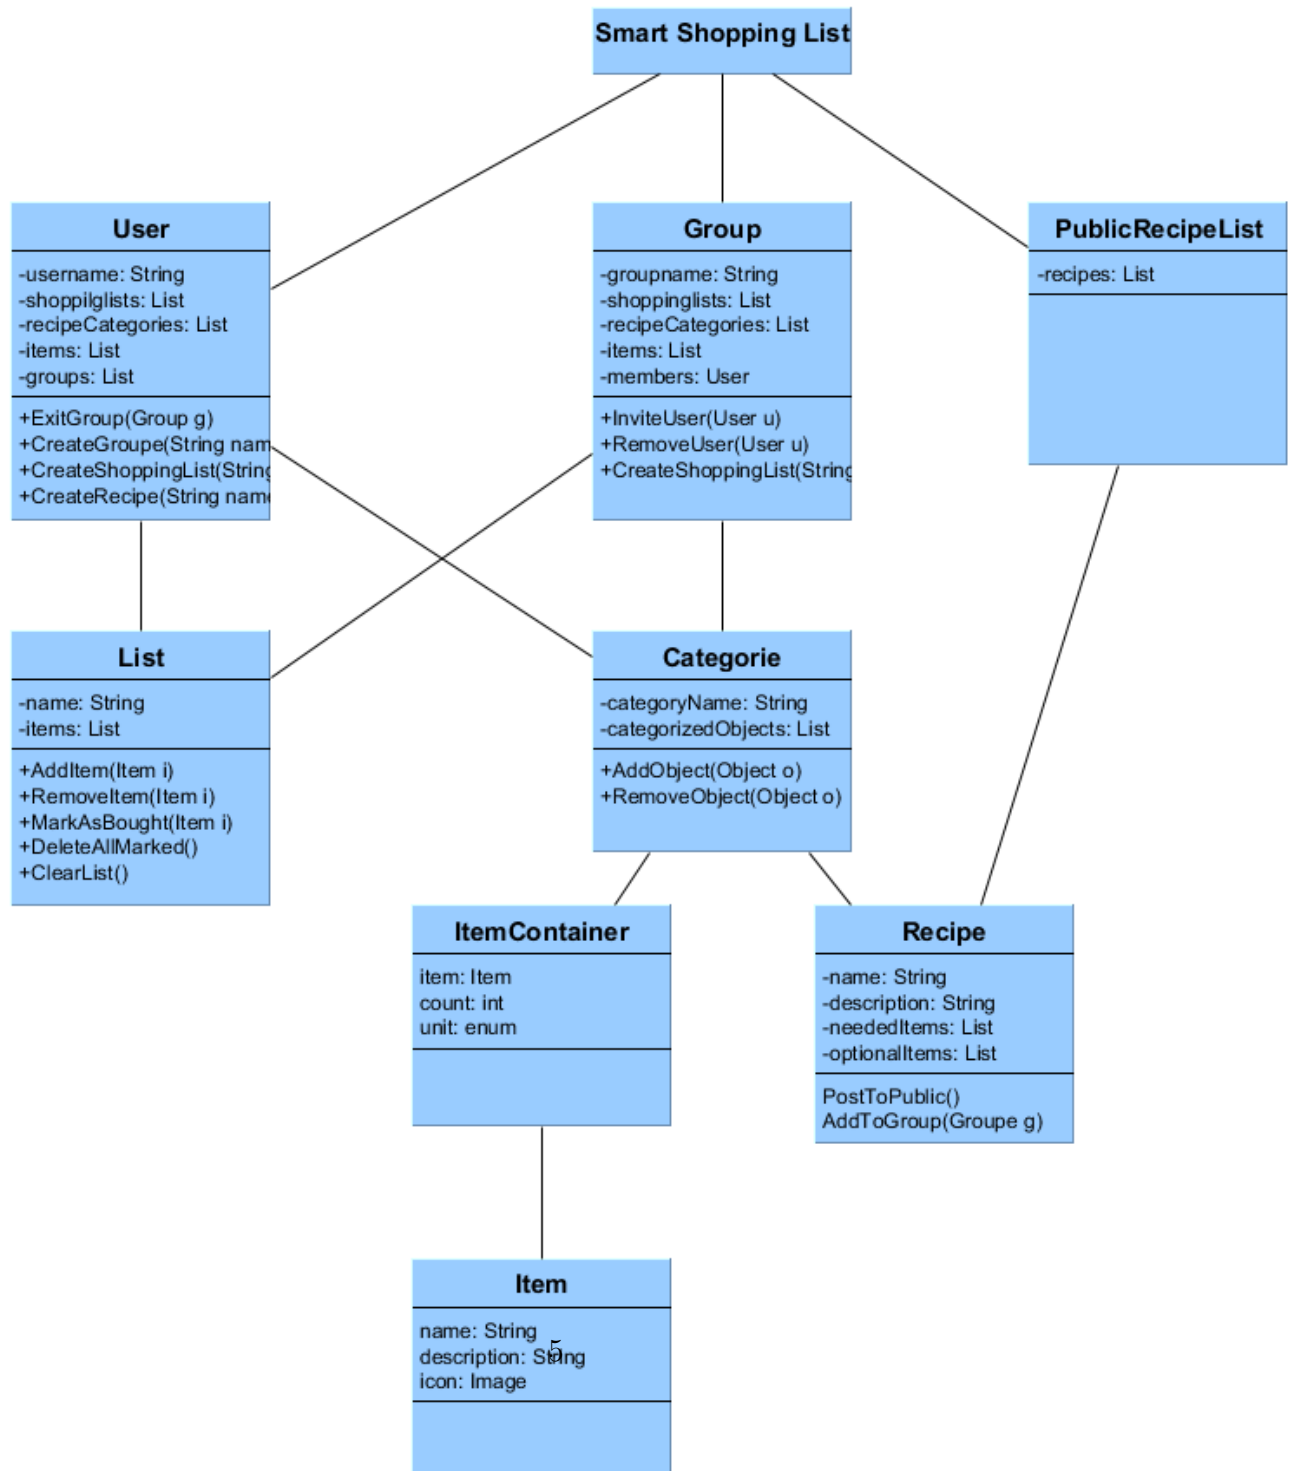 Smart Shopping List
User
-username: String
-shoppilglists: List
-recipeCategories: List
-items: List
-groups: List
+ExitGroup(Group g)
+CreateGroupe(String nam
+CreateShoppingList(String
+CreateRecipe(String name
Group
-groupname: String
-shoppinglists: List
-recipeCategories: List
-items: List
-members: User
+InviteUser(User u)
+RemoveUser(User u)
+CreateShoppingList(String
PublicRecipeList
-recipes: List
List
-name: String
-items: List
+AddItem(Item i)
+RemoveItem(Item i)
+MarkAsBought(Item i)
+DeleteAllMarked()
+ClearList()
Categorie
-categoryName: String
-categorizedObjects: List
+AddObject(Object o)
+RemoveObject(Object o)
ItemContainer
item: Item
count: int
unit: enum
Recipe
-name: String
-description: String
-neededItems: List
-optionalItems: List
PostToPublic()
AddToGroup(Groupe g)
Item
name: String
description: String
icon: Image
5